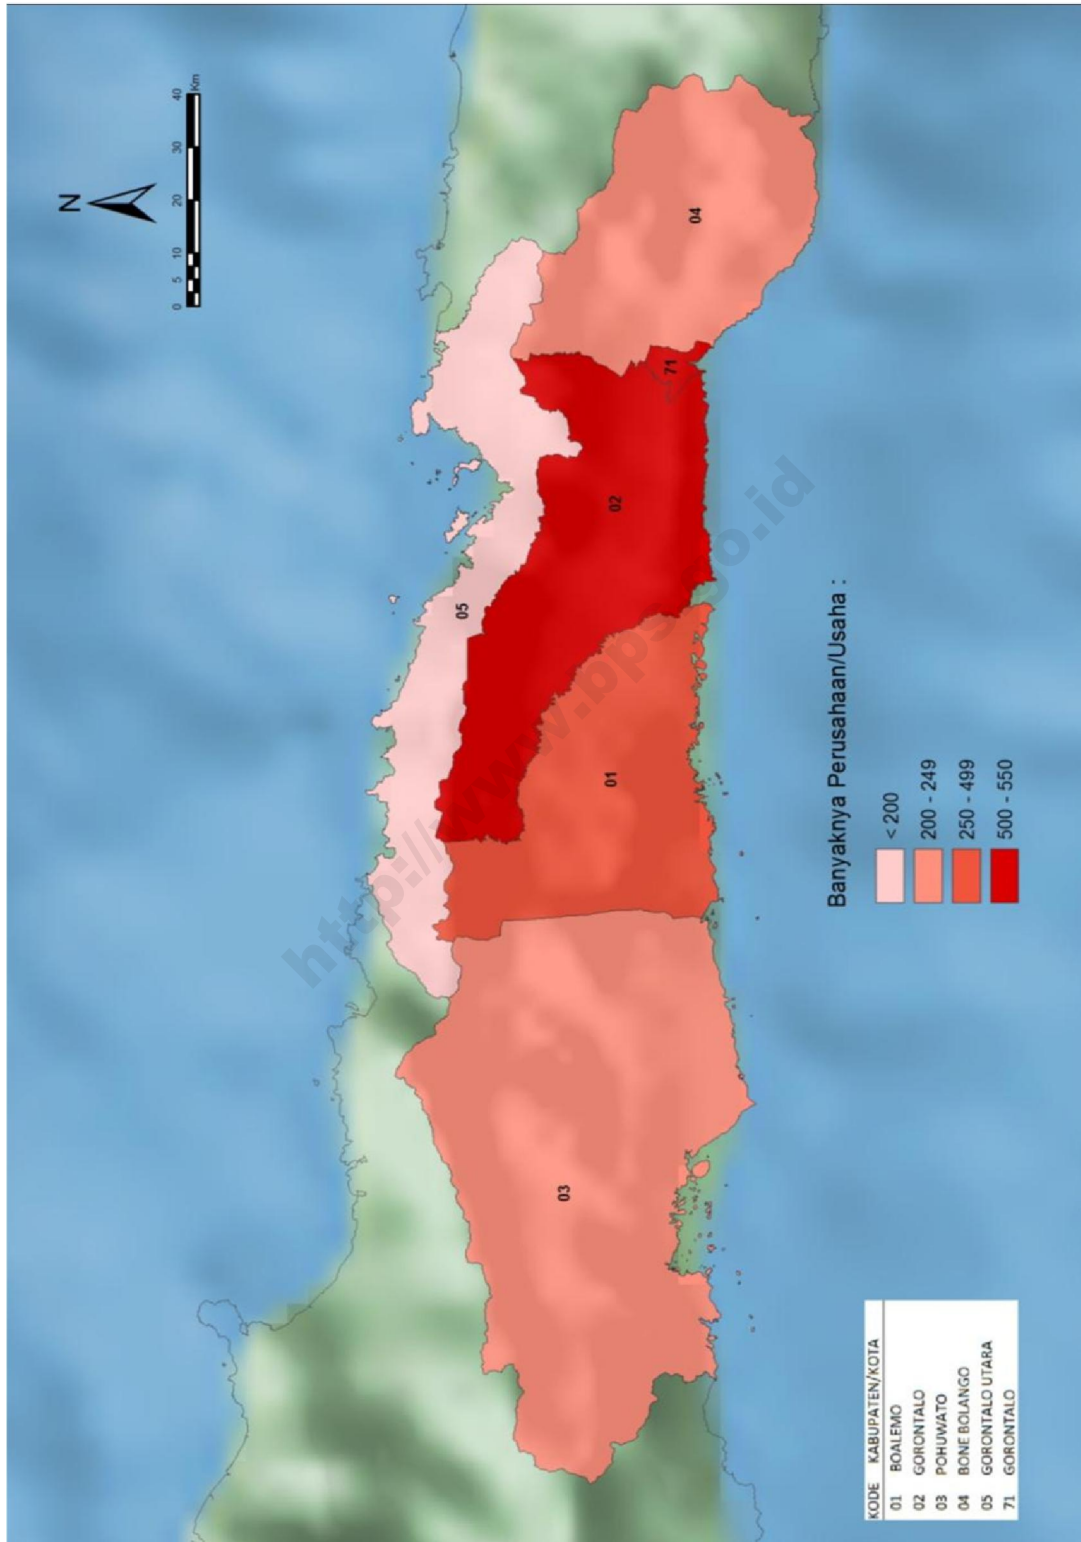 N
0 5 10 20 30 40
Km
05
04
71
02
01
03
http://www.bps.go.id
Banyaknya Perusahaan/Usaha :
< 200
200 - 249
250 - 499
500 - 550
KODE KABUPATEN/KOTA
01 BOALEMO
02 GORONTALO
03 POHUWATO
04 BONE BOLANGO
05 GORONTALO UTARA
71 GORONTALO